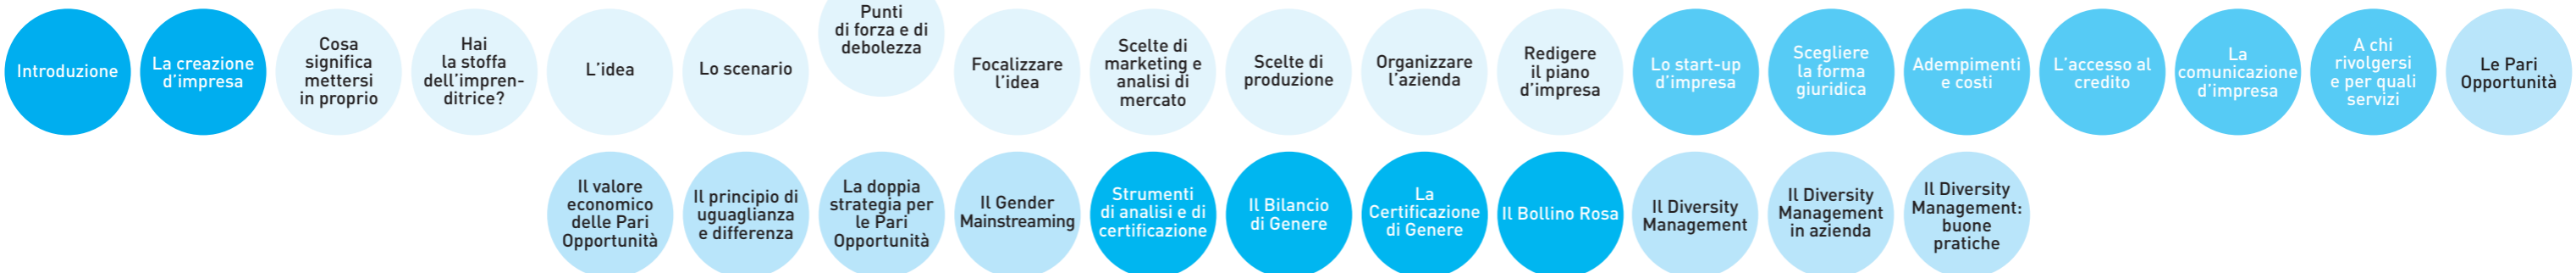 Introduzione
La creazione
d'impresa
Cosa
significa
mettersi
in proprio
Hai
la stoffa
dell'impren-
ditrice?
L'idea
Lo scenario
Punti
di forza e di
debolezza
Focalizzare
l'idea
Scelte di
marketing e
analisi di
mercato
Scelte di
produzione
Organizzare
l'azienda
Redigere
il piano
d'impresa
Lo start-up
d'impresa
Scegliere
la forma
giuridica
Adempimenti
e costi
L'accesso al
credito
La
comunicazione
d'impresa
A chi
rivolgersi
e per quali
servizi
Le Pari
Opportunità
Il valore
economico
delle Pari
Opportunità
Il principio di
uguaglianza
e differenza
La doppia
strategia per
le Pari
Opportunità
Il Gender
Mainstreaming
Strumenti
di analisi e di
certificazione
Il Bilancio
di Genere
La
Certificazione
di Genere
Il Bollino Rosa
Il Diversity
Management
Il Diversity
Management
in azienda
Il Diversity
Management:
buone
pratiche